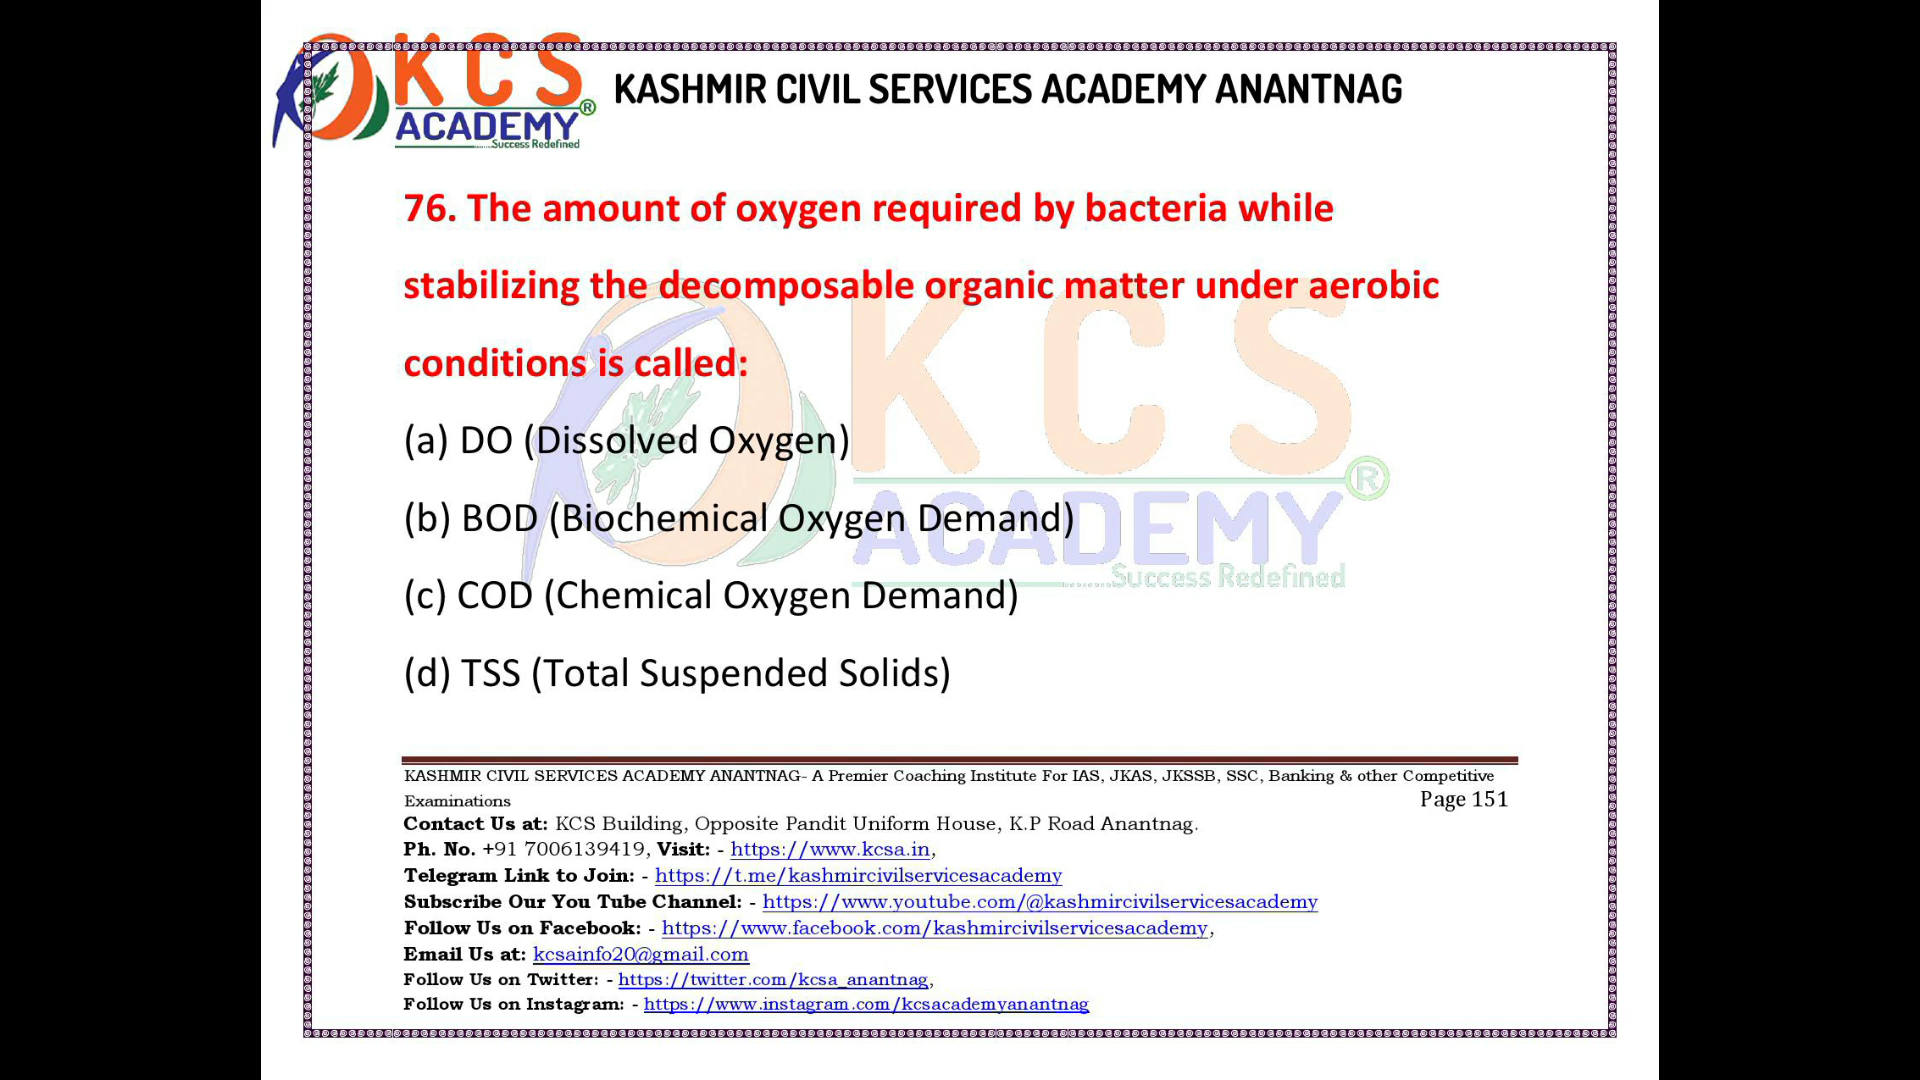 KCS
ACADEMY®
......Success Redefined
KASHMIR CIVIL SERVICES ACADEMY ANANTNAG
76. The amount of oxygen required by bacteria while
stabilizing the decomposable organic matter under aerobic
conditions is called:
(a) DO (Dissolved Oxygen)
(b) BOD (Biochemical Oxygen Demand)
(c) COD (Chemical Oxygen Demand)
(d) TSS (Total Suspended Solids)
KCS
ACADEMY®
.......Success Redefined
KASHMIR CIVIL SERVICES ACADEMY ANANTNAG- A Premier Coaching Institute For IAS, JKAS, JKSSB, SSC, Banking & other Competitive
Examinations Page 151
Contact Us at: KCS Building, Opposite Pandit Uniform House, K.P Road Anantnag.
Ph. No. +91 7006139419, Visit: - https://www.kcsa.in,
Telegram Link to Join: - https://t.me/kashmircivilservicesacademy
Subscribe Our You Tube Channel: - https://www.youtube.com/@kashmircivilservicesacademy
Follow Us on Facebook: - https://www.facebook.com/kashmircivilservicesacademy,
Email Us at: kcsainfo20@gmail.com
Follow Us on Twitter: - https://twitter.com/kcsa_anantnag,
Follow Us on Instagram: - https://www.instagram.com/kcsacademyanantnag